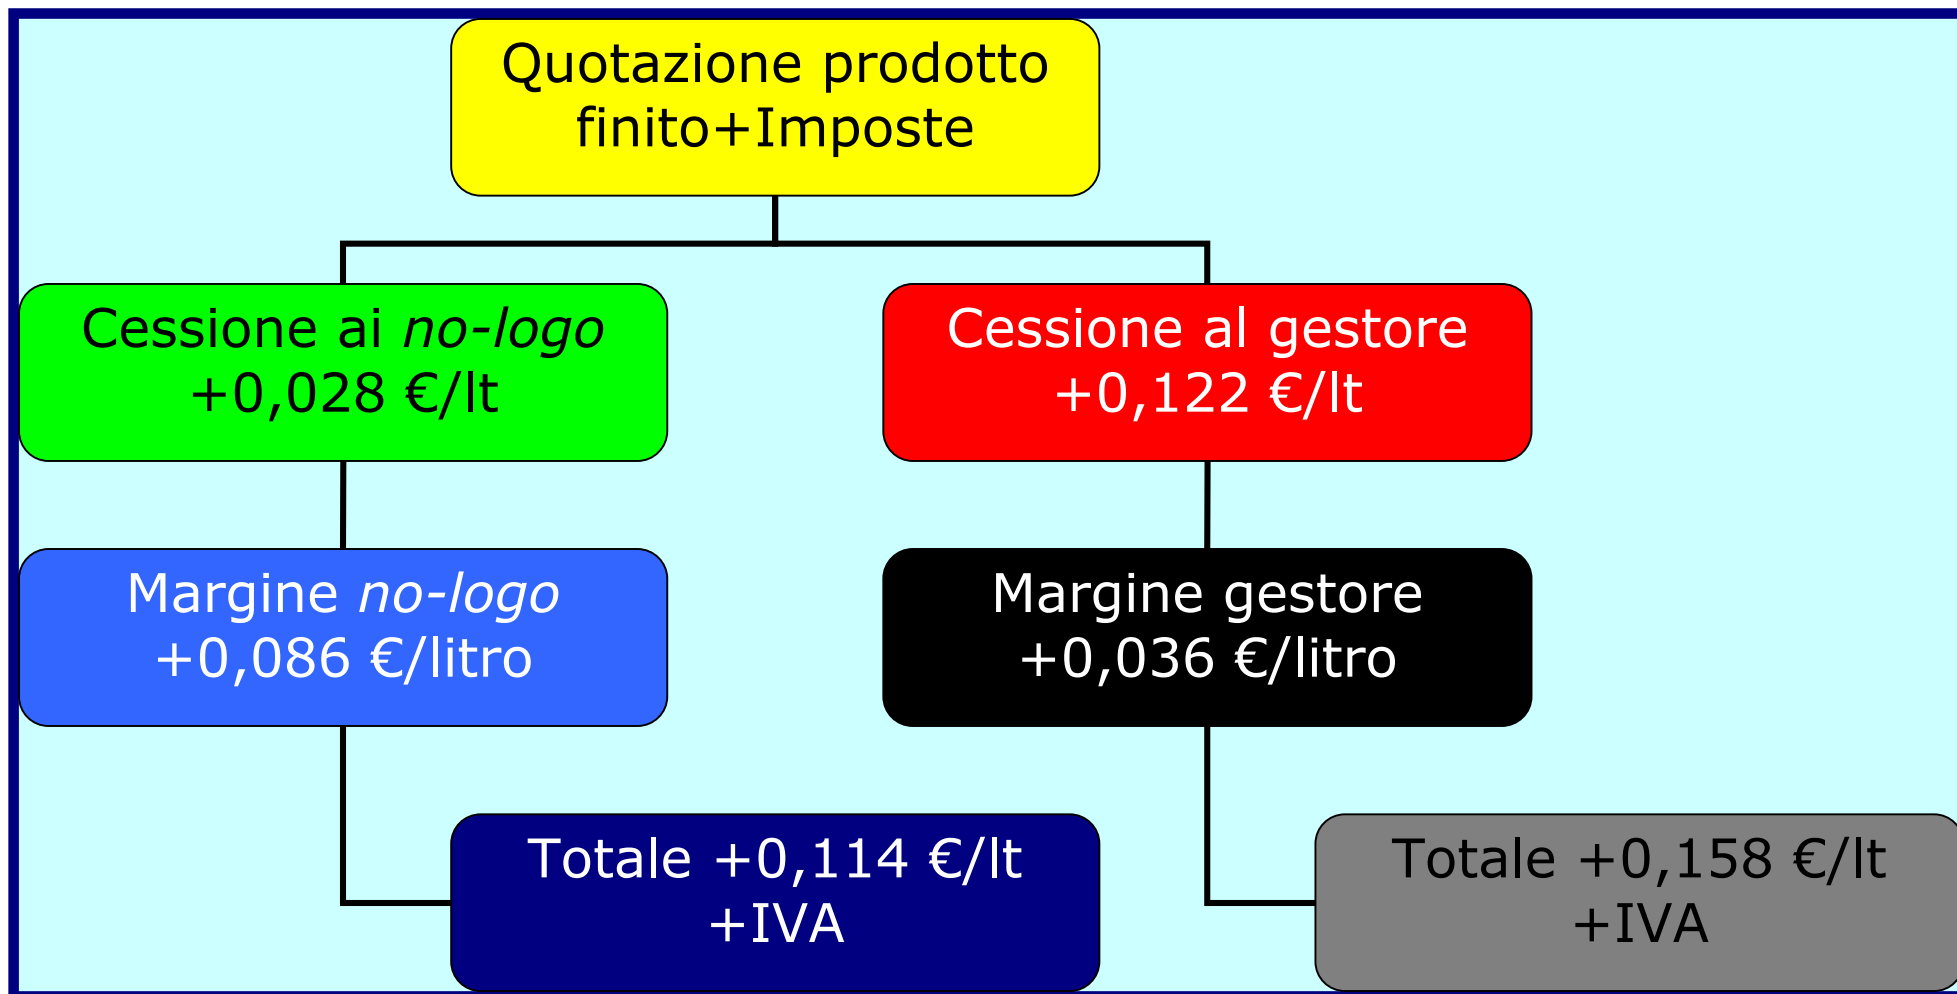 Quotazione prodotto
finito+Imposte
Cessione ai no-logo
+0,028 €/lt
Cessione al gestore
+0,122 €/lt
Margine no-logo
+0,086 €/litro
Margine gestore
+0,036 €/litro
Totale +0,114 €/lt
+IVA
Totale +0,158 €/lt
+IVA